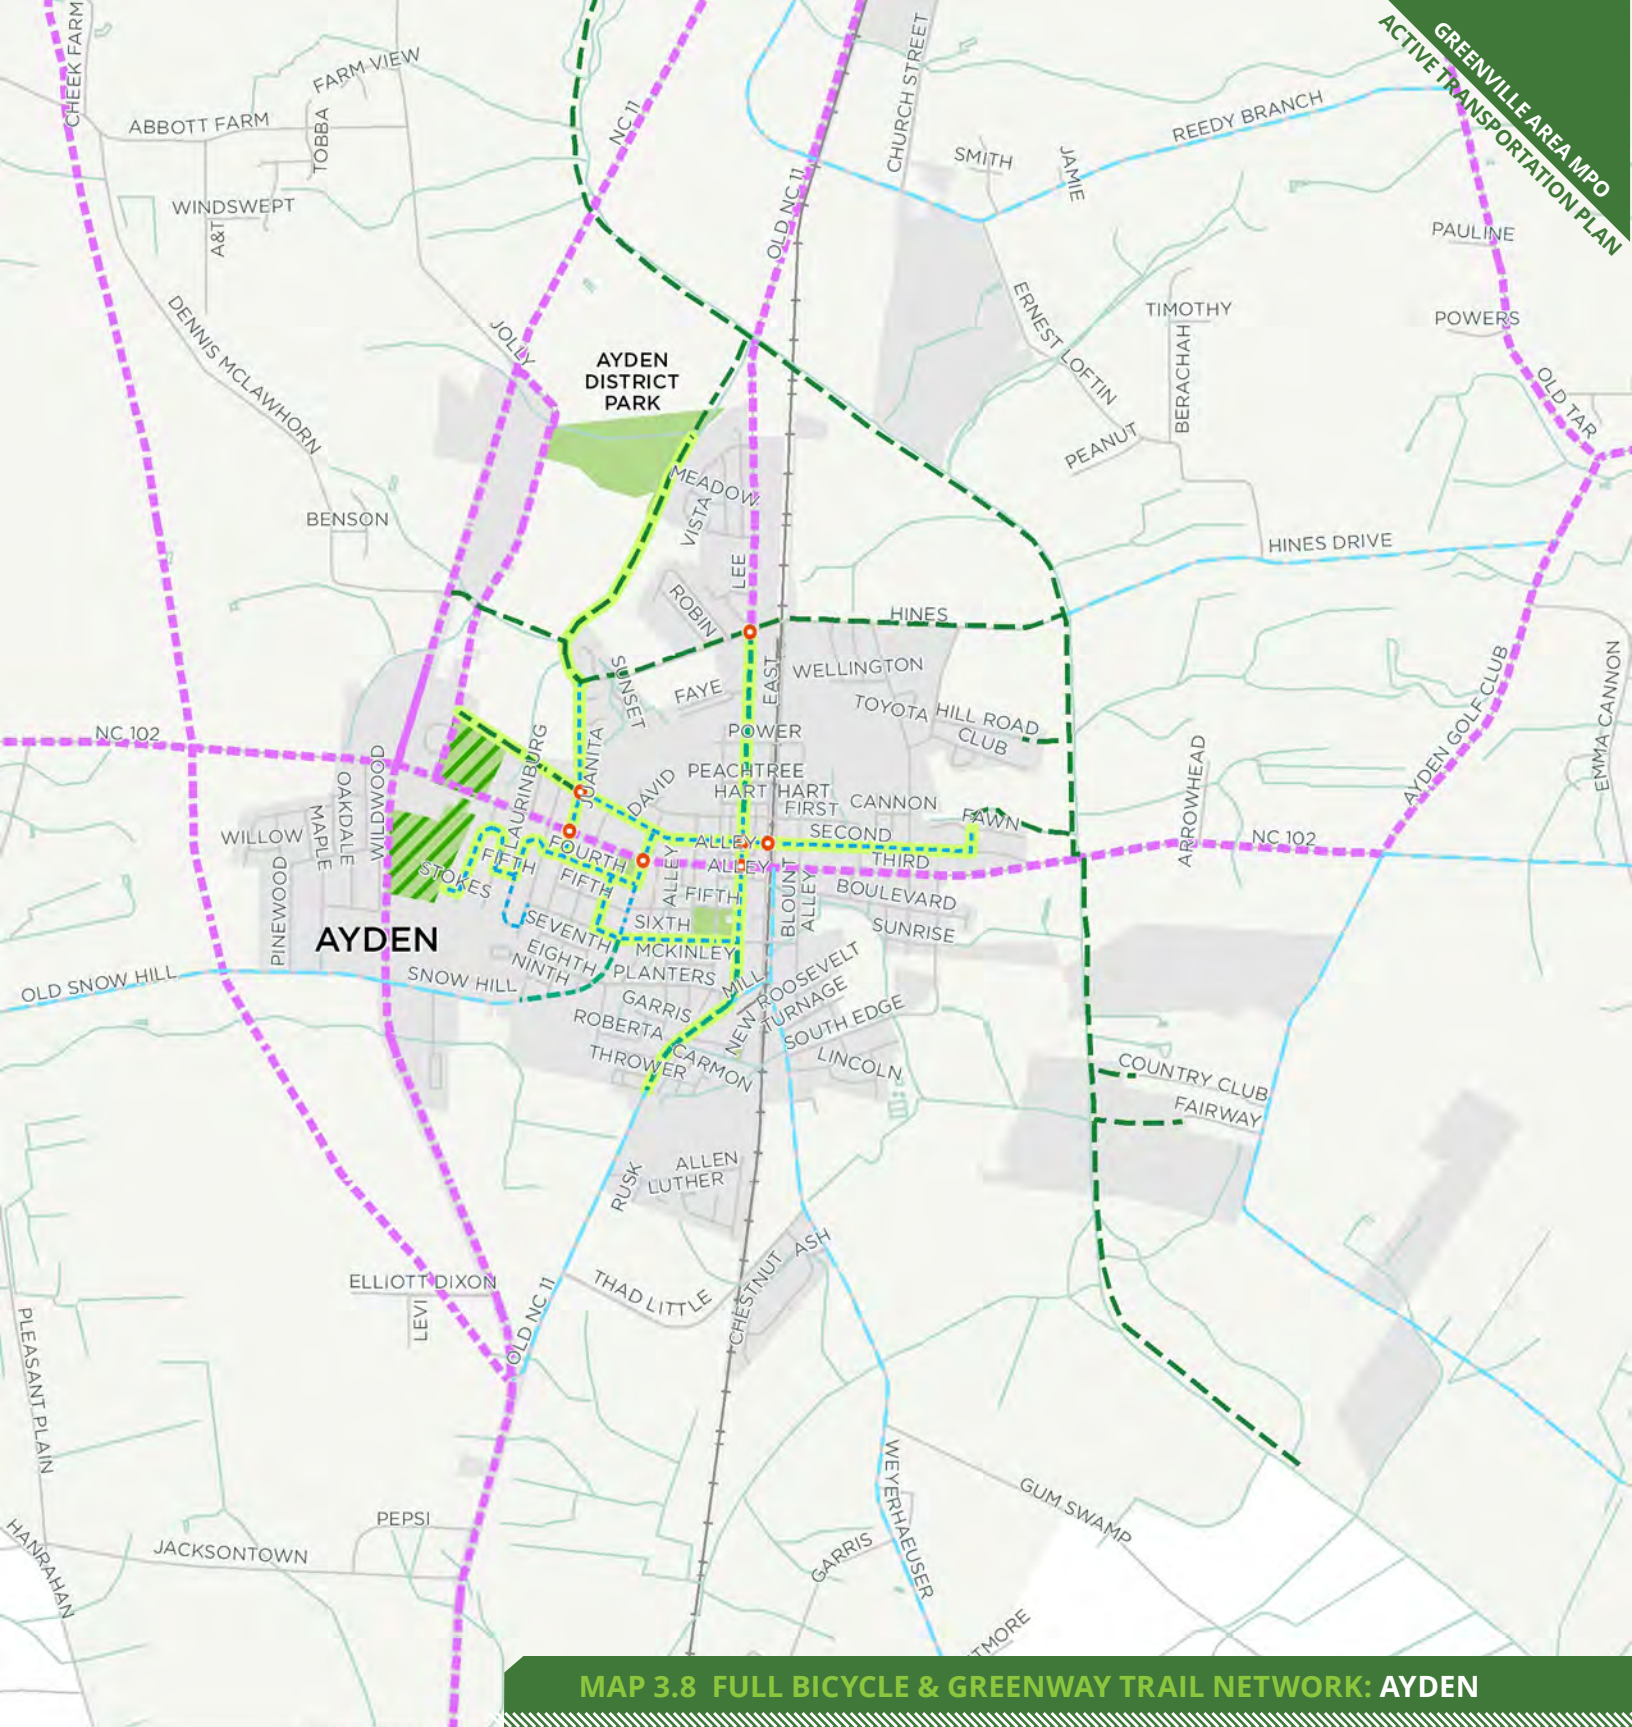 GREENVILLE AREA MPO
ACTIVE TRANSPORTATION PLAN
CHEEK FARM
FARM VIEW
ABBOTT FARM
TOBBA
NC 11
CHURCH STREET
REEDY BRANCH
SMITH
JAMIE
WINDSWEPT
A&T
OLD NC 11
PAULINE
DENNIS MCLAWHORN
JOLLY
ERNEST LOFTIN
TIMOTHY
BERACHAH
POWERS
AYDEN
DISTRICT
PARK
OLD TAR
PEANUT
MEADOW
VISTA
BENSON
LEE
HINES DRIVE
ROBIN
HINES
SUNSET
EAST
WELLINGTON
FAYE
TOYOTA
HILL ROAD
CLUB
AYDEN GOLF CLUB
EMMA CANNON
NC 102
POWER
LAURINBURG
JUANITA
DAVID
PEACHTREE
HART
HART
FIRST
CANNON
FAWN
ARROWHEAD
NC 102
WILDWOOD
OAKDALE
MAPLE
WILLOW
PINEWOOD
ALLEY
SECOND
FOURTH
ALLEY
THIRD
FIFTH
STOKES
FIFTH
ALLEY
FIFTH
BLOUNT
ALLEY
BOULEVARD
SIXTH
SUNRISE
SEVENTH
AYDEN
MCKINLEY
EIGHTH
NINTH
PLANTERS
OLD SNOW HILL
SNOW HILL
MILL
ROOSEVELT
TURNAGE
GARRIS
ROBERTA
NEW
SOUTH EDGE
THROWER
CARMON
LINCOLN
COUNTRY CLUB
FAIRWAY
ALLEN
LUTHER
RUSK
ASH
CHESTNUT
ELLIOTT DIXON
LEVI
THAD LITTLE
OLD NC 11
PLEASANT PLAIN
WEYERHAEUSER
GUM SWAMP
PEPSI
JACKSONTOWN
HANRAHAN
GARRIS
TMORE
MAP 3.8 FULL BICYCLE & GREENWAY TRAIL NETWORK: AYDEN